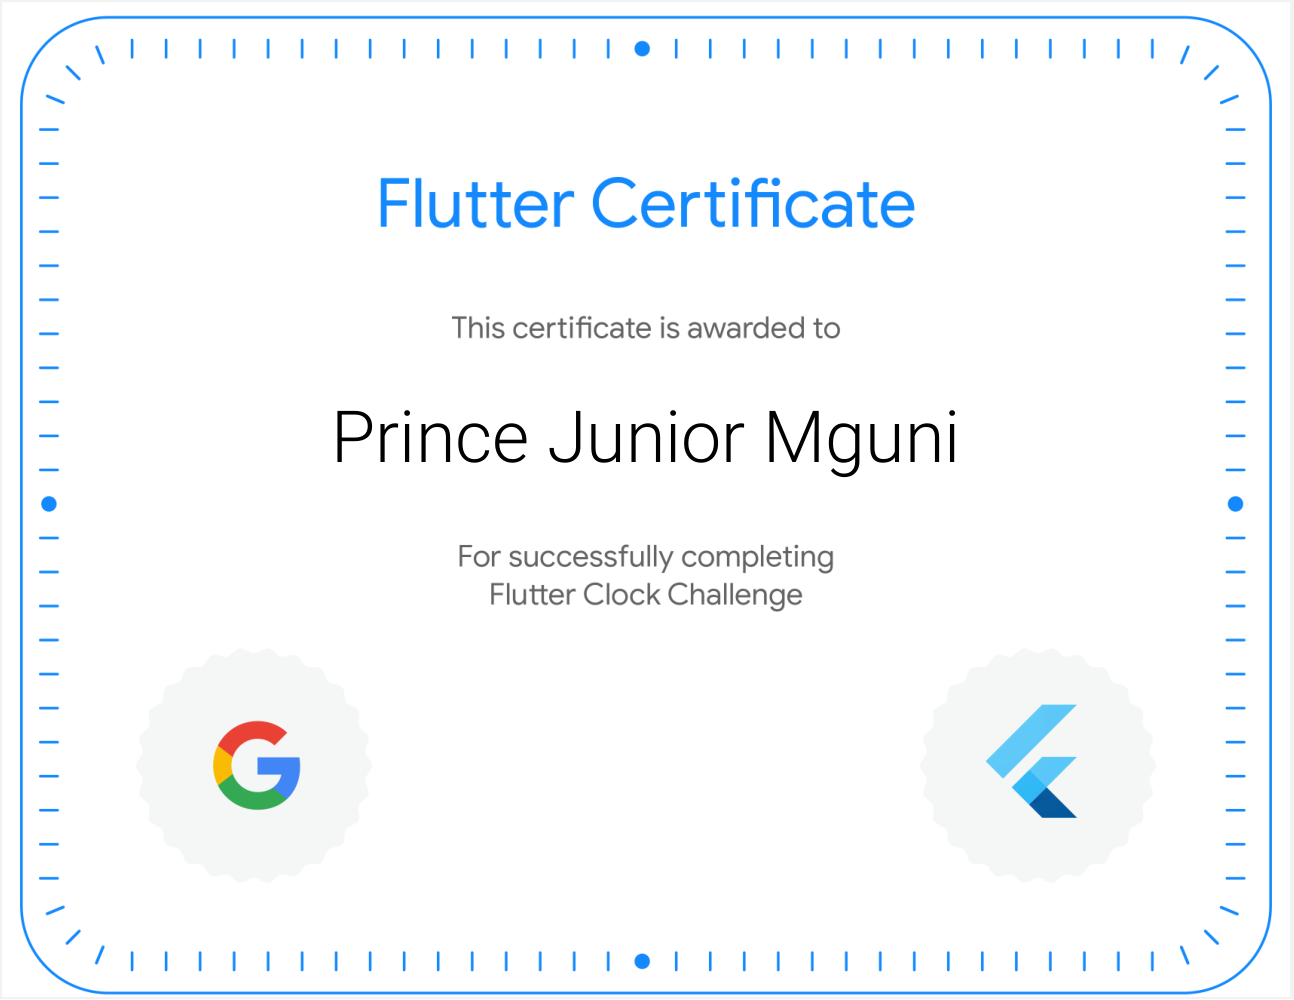 Flutter Certificate
This certificate is awarded to
Prince Junior Mguni
For successfully completing
Flutter Clock Challenge